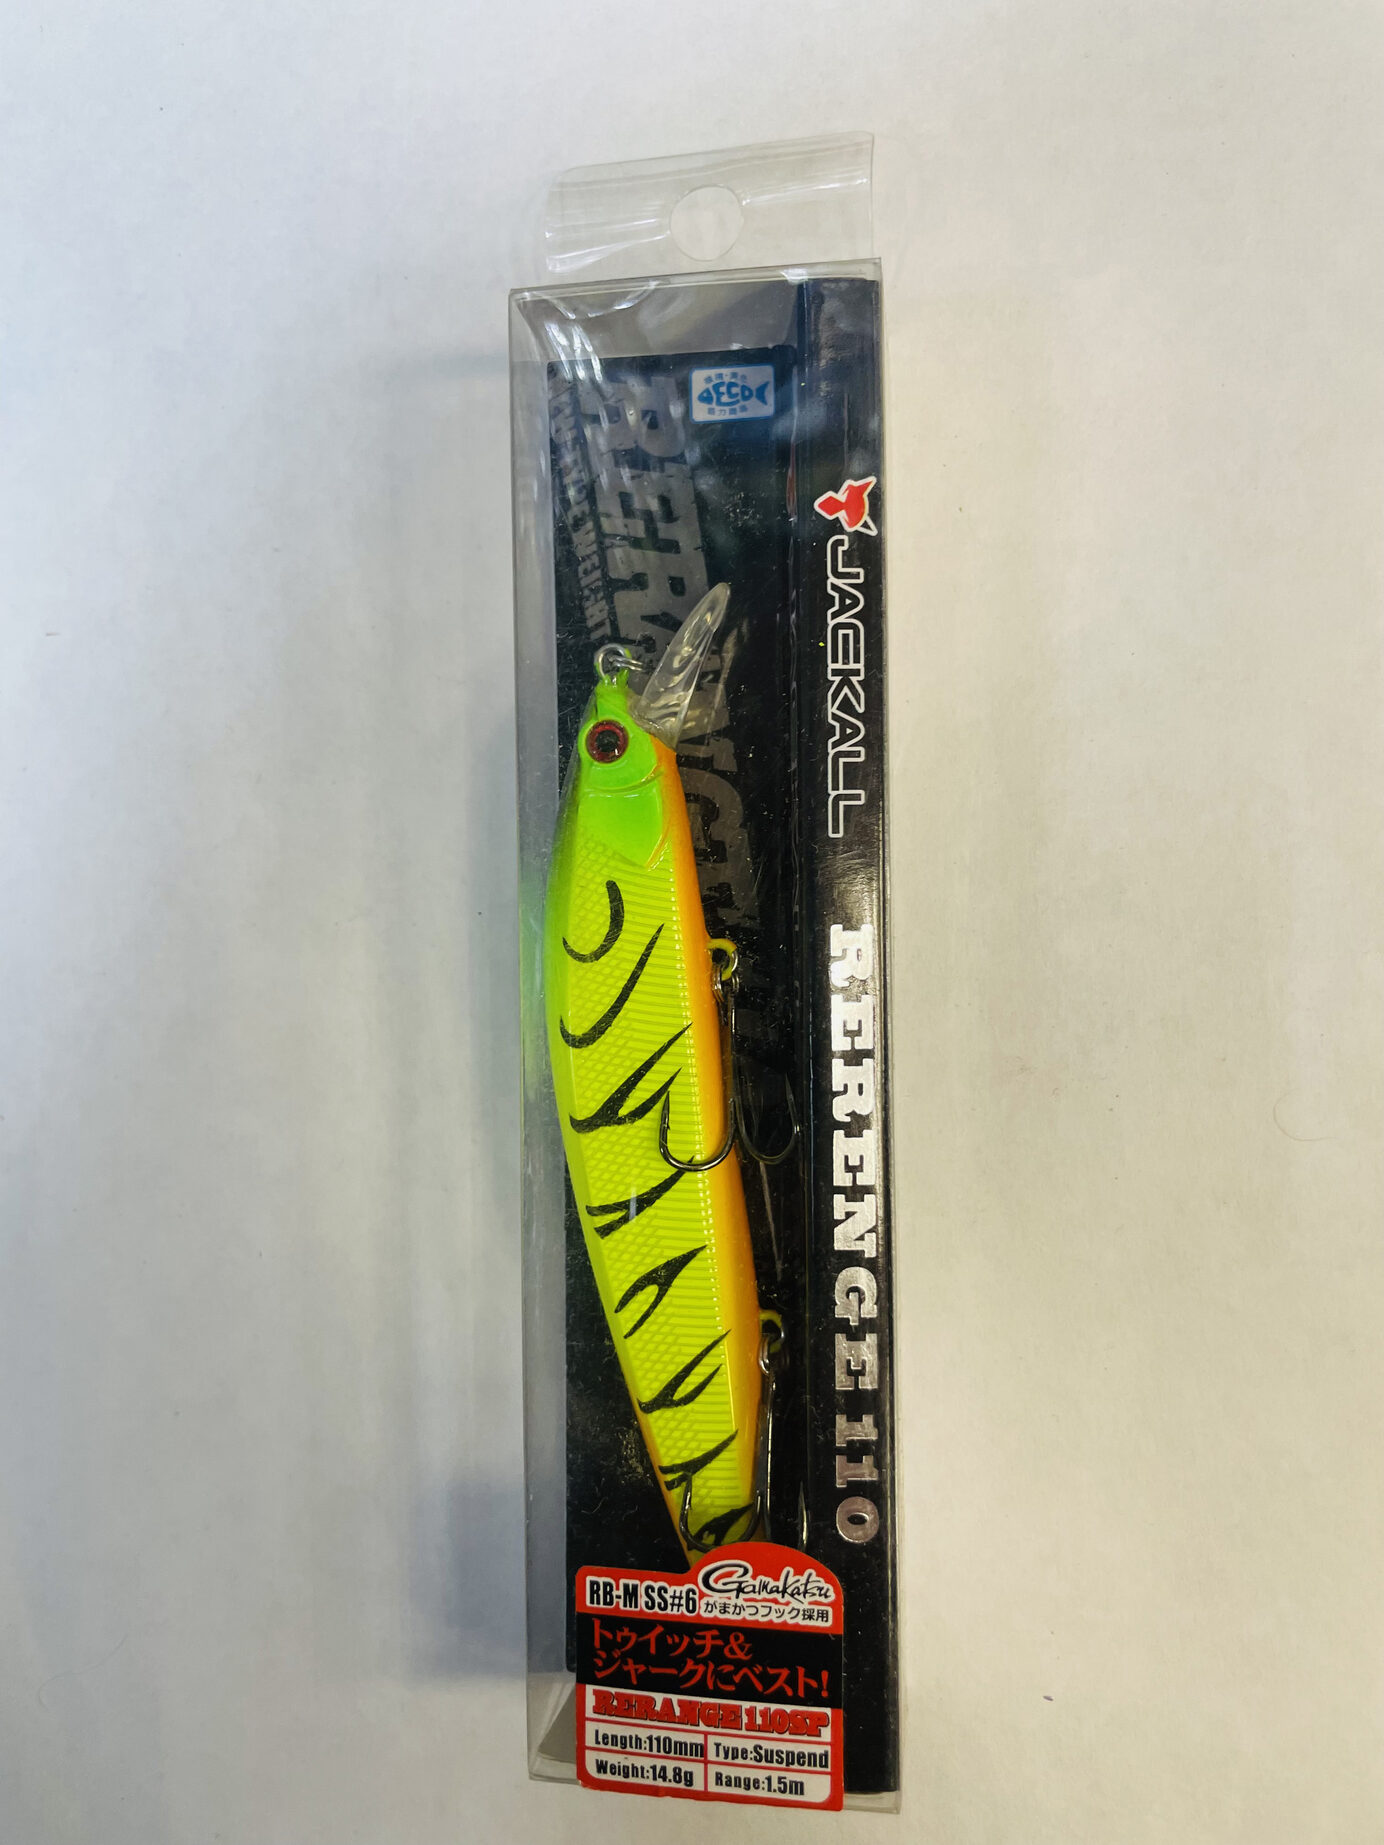 ECO
JACKALL
RERENGE 110
RB-M SS#6
Gamakatsu
がまかつフック採用
トゥイッチ&
ジャークにベスト!
RERANGE 110SP
Length:110mm
Type:Suspend
Weight:14.8g
Range:1.5m